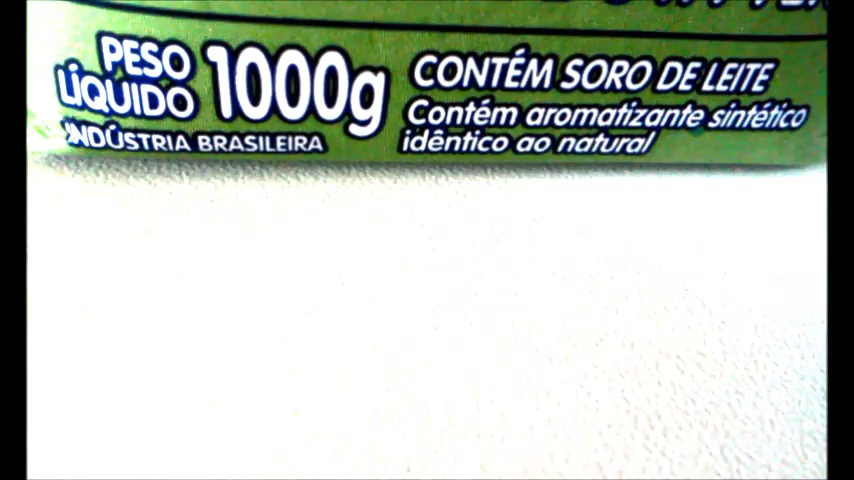 PESO
LÍQUIDO 1000g
INDÚSTRIA BRASILEIRA
CONTÉM SORO DE LEITE
Contém aromatizante sintético
idêntico ao natural